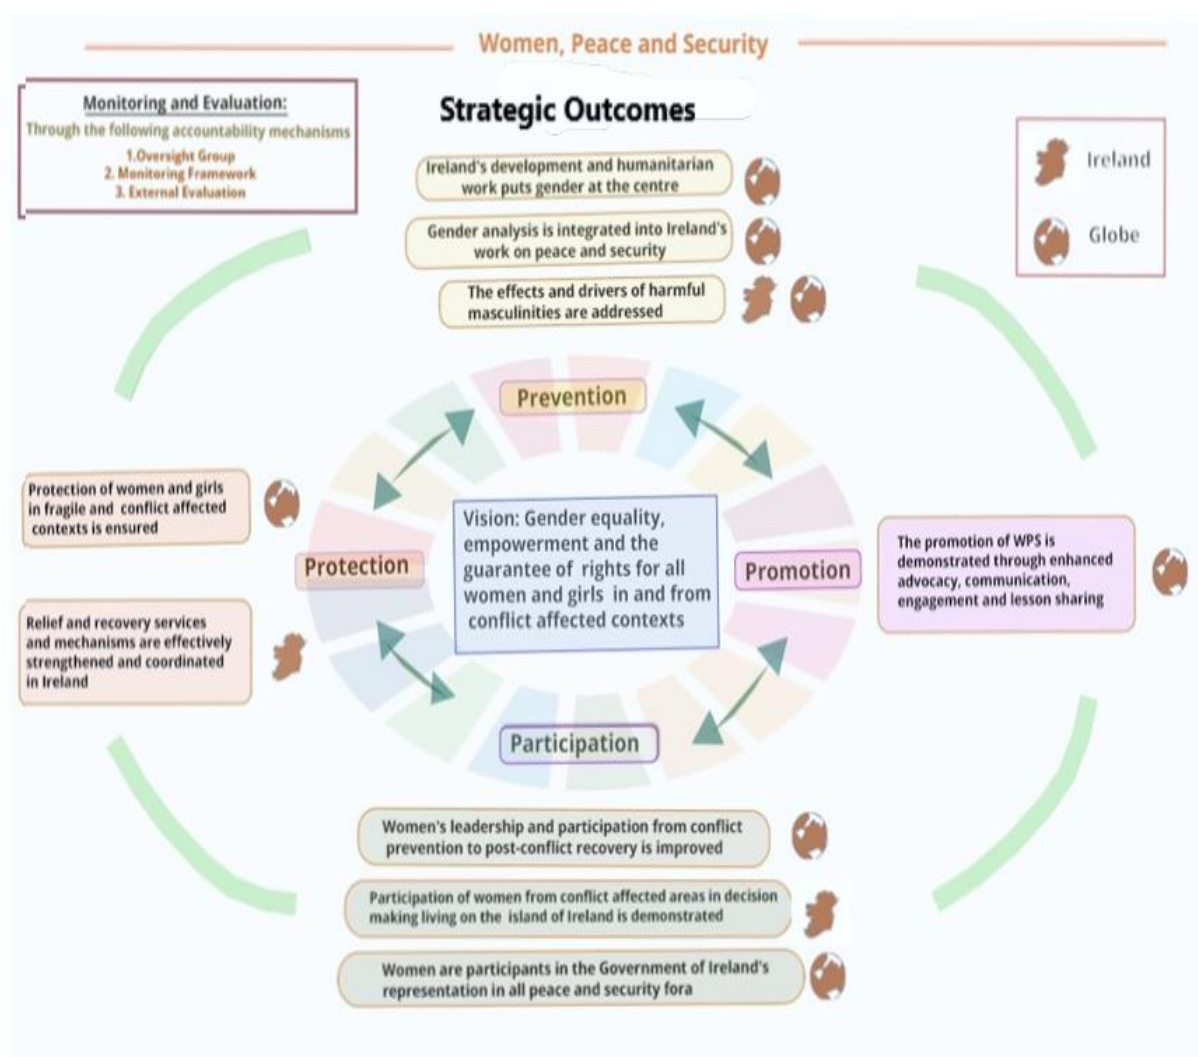 Women, Peace and Security
Monitoring and Evaluation:
Through the following accountability mechanisms
1.Oversight Group
2. Monitoring Framework
3. External Evaluation
Strategic Outcomes
Ireland's development and humanitarian
work puts gender at the centre
Gender analysis is integrated into Ireland's
work on peace and security
The effects and drivers of harmful
masculinities are addressed
Ireland
Globe
Prevention
Protection of women and girls
in fragile and conflict affected
contexts is ensured
Relief and recovery services
and mechanisms are effectively
strengthened and coordinated
in Ireland
Protection
Vision: Gender equality,
empowerment and the
guarantee of rights for all
women and girls in and from
conflict affected contexts
Promotion
The promotion of WPS is
demonstrated through enhanced
advocacy, communication,
engagement and lesson sharing
Participation
Women's leadership and participation from conflict
prevention to post-conflict recovery is improved
Participation of women from conflict affected areas in decision
making living on the island of Ireland is demonstrated
Women are participants in the Government of Ireland's
representation in all peace and security fora